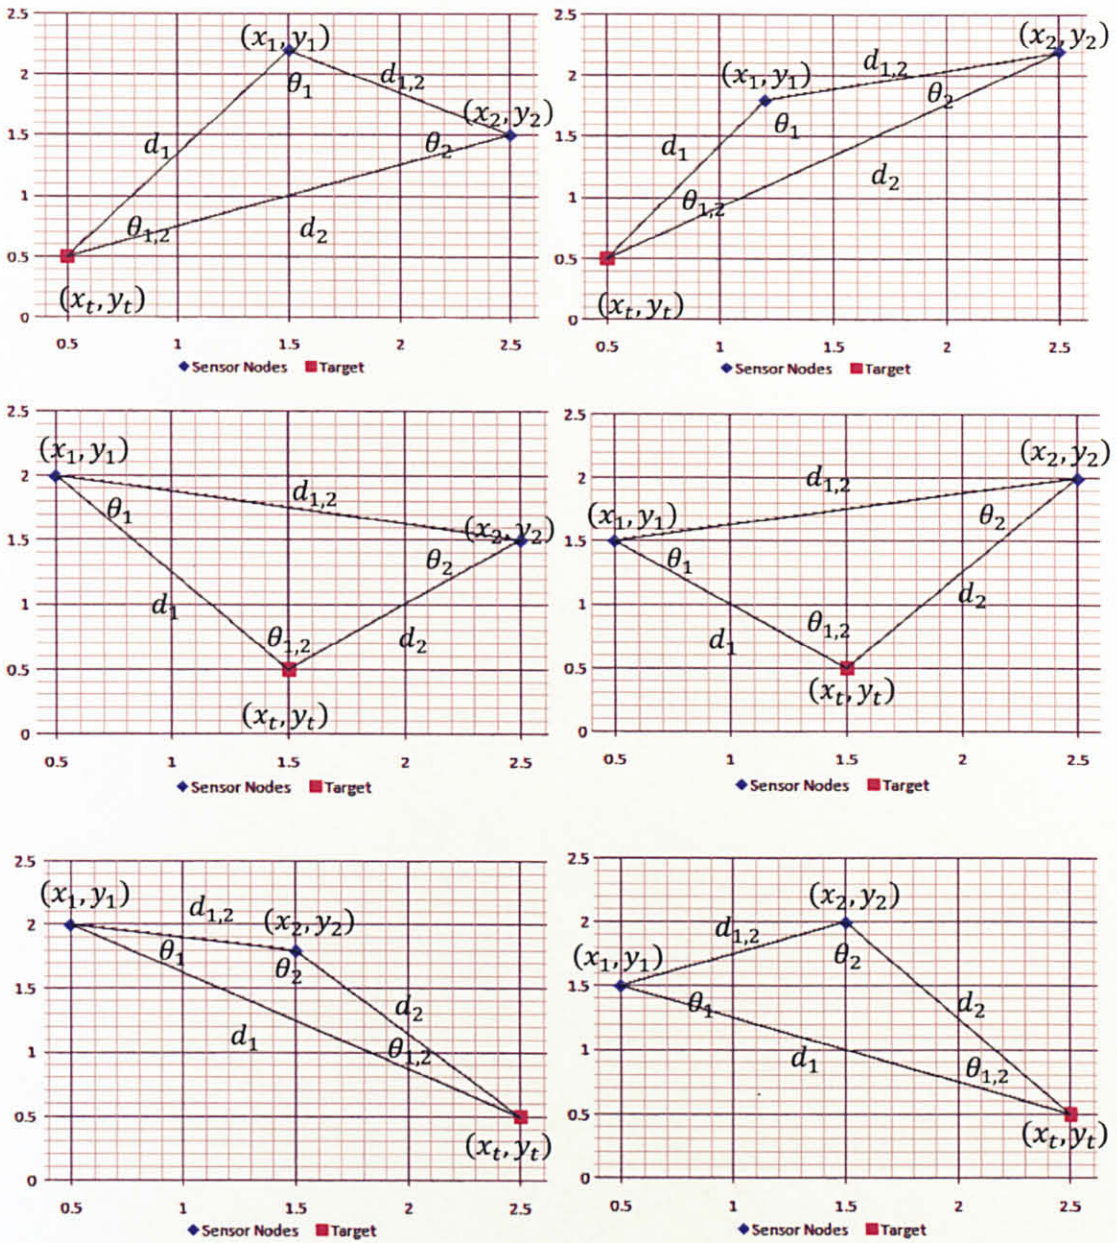 2.5
2
1.5
1
0.5
0
(x₁, y₁)
θ₁
d₁,₂
(x₂, y₂)
θ₂
d₁
θ₁,₂
d₂
(xₜ, yₜ)
0.5 1 1.5 2 2.5
Sensor Nodes Target
2.5
2
1.5
1
0.5
0
(x₂, y₂)
d₁,₂
(x₁, y₁)
θ₂
θ₁
d₁
d₂
θ₁,₂
(xₜ, yₜ)
0.5 1 1.5 2 2.5
Sensor Nodes Target
2.5
2
1.5
1
0.5
0
(x₁, y₁)
d₁,₂
θ₁
(x₂, y₂)
θ₂
d₁
θ₁,₂
d₂
(xₜ, yₜ)
0.5 1 1.5 2 2.5
Sensor Nodes Target
2.5
2
1.5
1
0.5
0
(x₂, y₂)
d₁,₂
(x₁, y₁)
θ₂
θ₁
d₂
θ₁,₂
d₁
(xₜ, yₜ)
0.5 1 1.5 2 2.5
Sensor Nodes Target
2.5
2
1.5
1
0.5
0
(x₁, y₁)
d₁,₂
(x₂, y₂)
θ₁
θ₂
d₂
d₁
θ₁,₂
(xₜ, yₜ)
0.5 1 1.5 2 2.5
Sensor Nodes Target
2.5
2
1.5
1
0.5
0
(x₂, y₂)
d₁,₂
(x₁, y₁)
θ₂
θ₁
d₂
d₁
θ₁,₂
(xₜ, yₜ)
0.5 1 1.5 2 2.5
Sensor Nodes Target